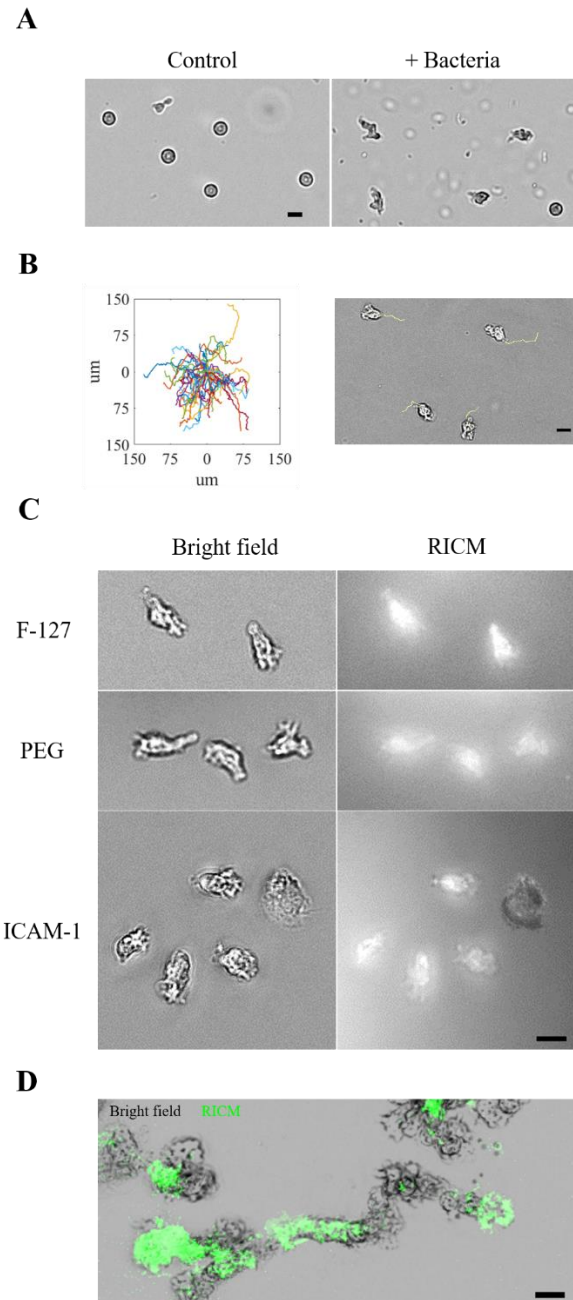 A
Control + Bacteria
B
150
75
0
75
150
um
150 75 0 75 150
um
C
Bright field RICM
F-127
PEG
ICAM-1
D
Bright field RICM